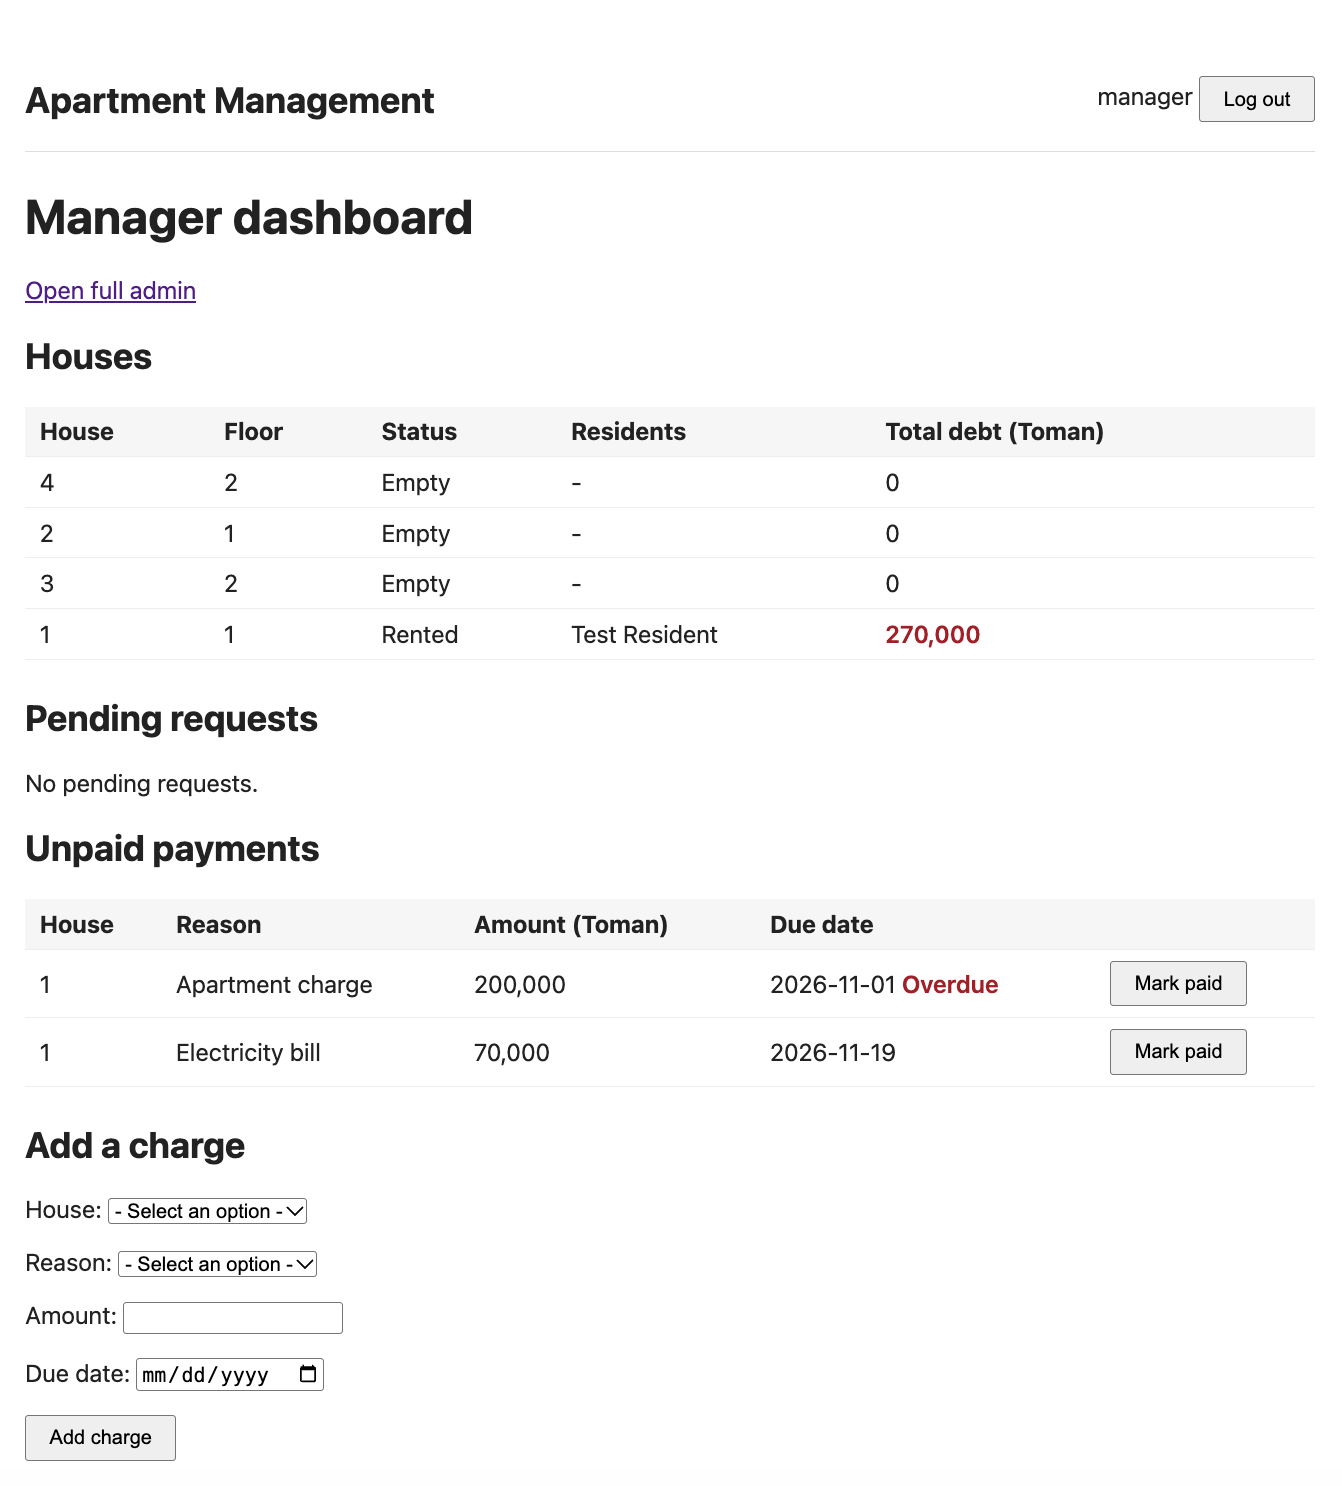 Apartment Management
manager Log out
Manager dashboard
Open full admin
Houses
House Floor Status Residents Total debt (Toman)
4 2 Empty - 0
2 1 Empty - 0
3 2 Empty - 0
1 1 Rented Test Resident 270,000
Pending requests
No pending requests.
Unpaid payments
House Reason Amount (Toman) Due date
1 Apartment charge 200,000 2026-11-01 Overdue Mark paid
1 Electricity bill 70,000 2026-11-19 Mark paid
Add a charge
House: - Select an option -
Reason: - Select an option -
Amount:
Due date: mm/dd/yyyy
Add charge